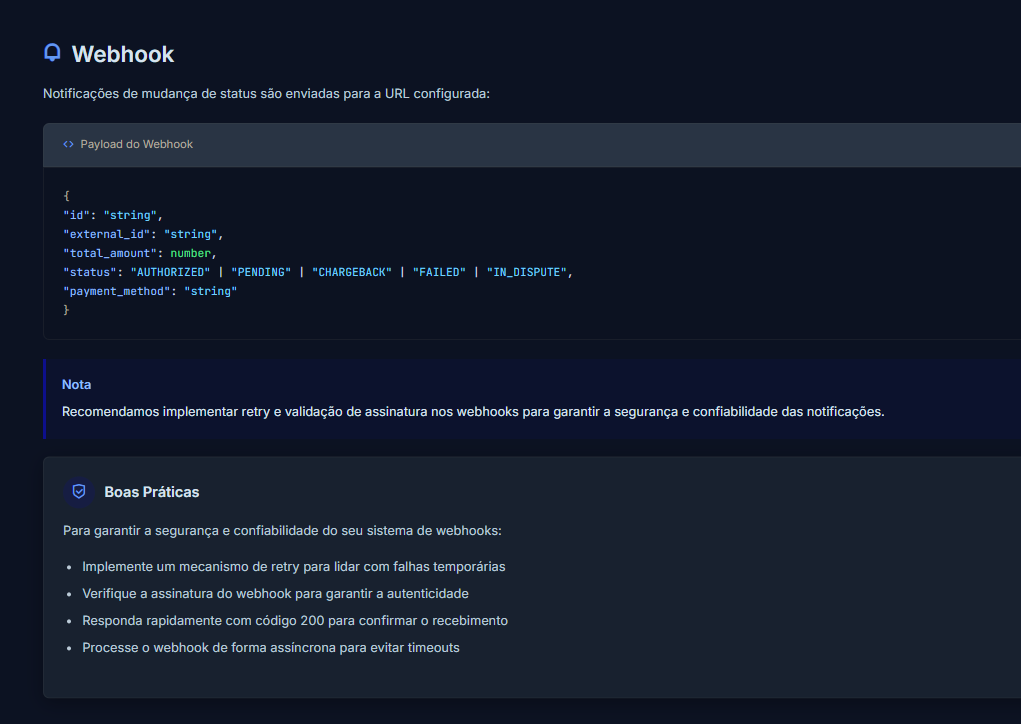 Webhook
Notificações de mudança de status são enviadas para a URL configurada:
<> Payload do Webhook
{
"id": "string",
"external_id": "string",
"total_amount": number,
"status": "AUTHORIZED" | "PENDING" | "CHARGEBACK" | "FAILED" | "IN_DISPUTE",
"payment_method": "string"
}
Nota
Recomendamos implementar retry e validação de assinatura nos webhooks para garantir a segurança e confiabilidade das notificações.
Boas Práticas
Para garantir a segurança e confiabilidade do seu sistema de webhooks:
• Implemente um mecanismo de retry para lidar com falhas temporárias
• Verifique a assinatura do webhook para garantir a autenticidade
• Responda rapidamente com código 200 para confirmar o recebimento
• Processe o webhook de forma assíncrona para evitar timeouts